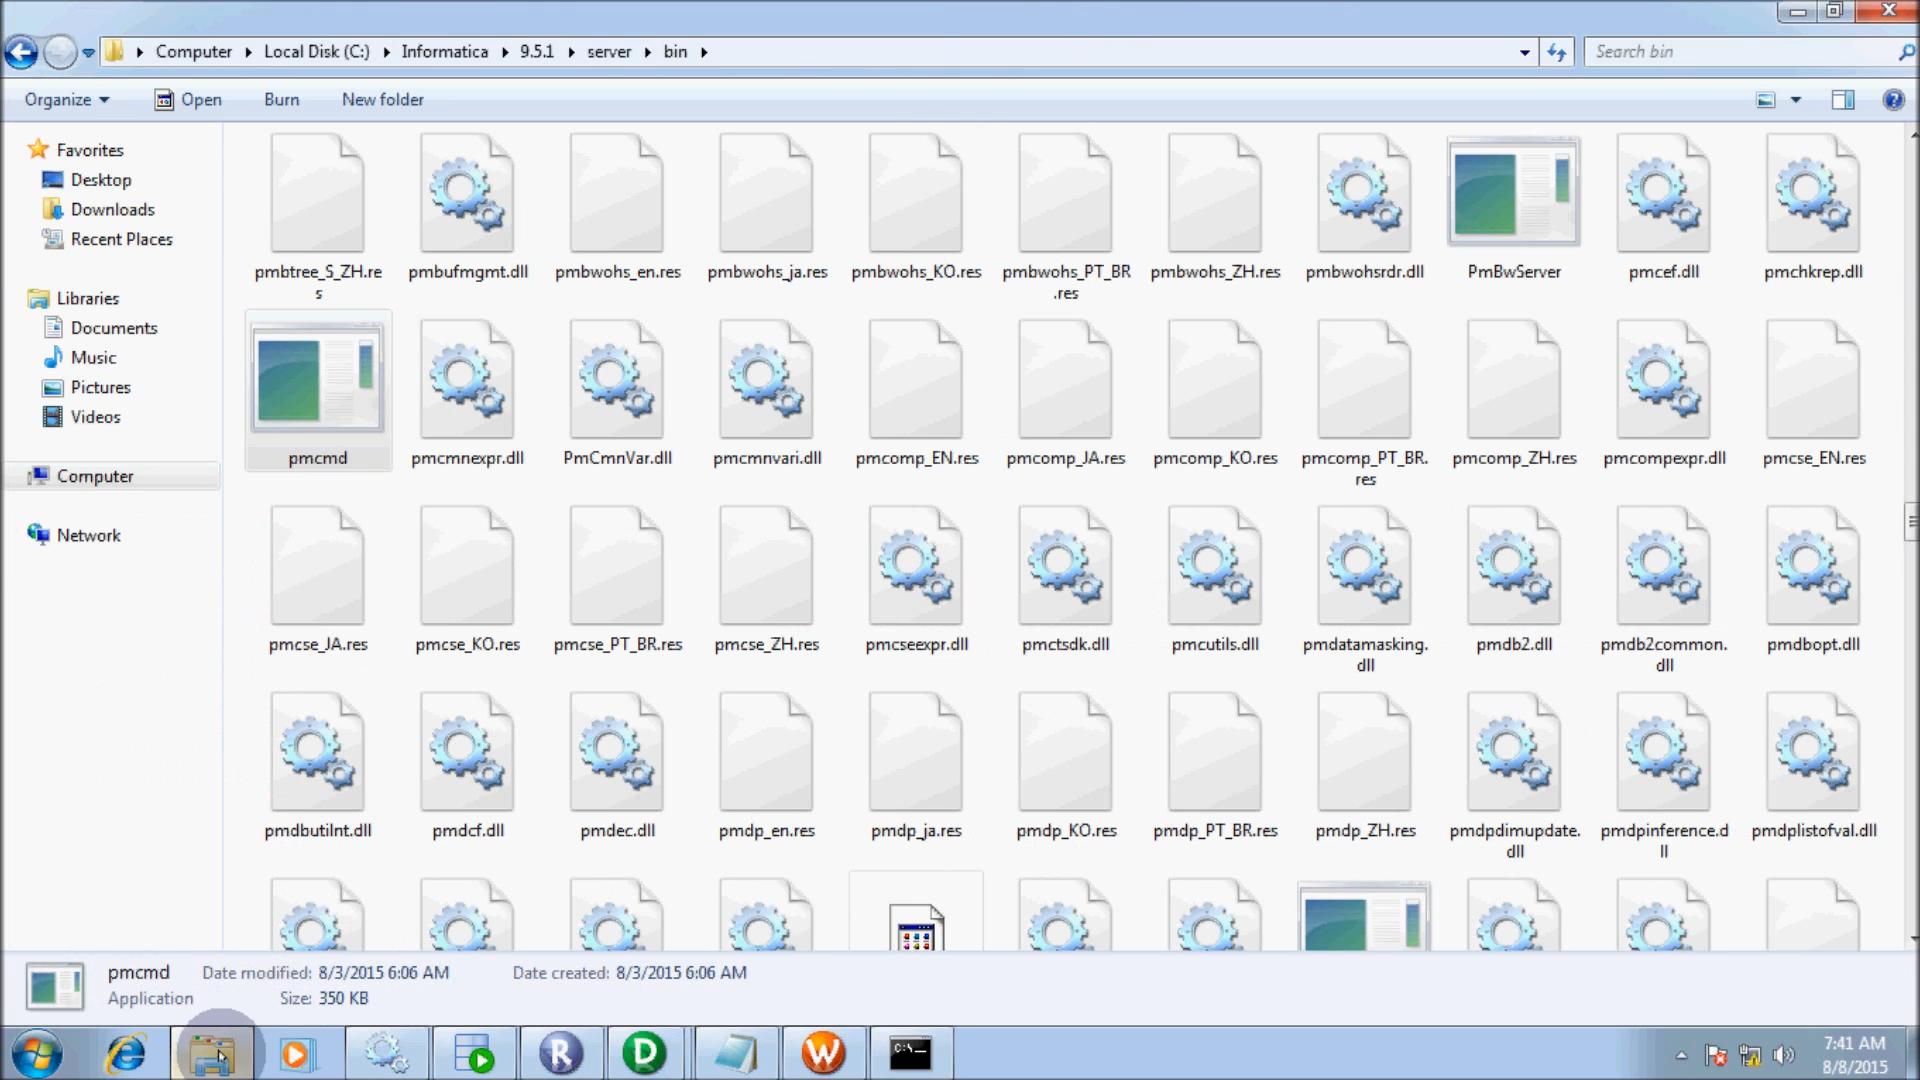 Computer Local Disk (C:) Informatica 9.5.1 server bin
Search bin
Organize Open Burn New folder
Favorites
Desktop
Downloads
Recent Places
Libraries
Documents
Music
Pictures
Videos
Computer
Network
pmbtree_S_ZH.re
s
pmbufmgmt.dll
pmbwohs_en.res
pmbwohs_ja.res
pmbwohs_KO.res
pmbwohs_PT_BR
.res
pmbwohs_ZH.res
pmbwohsrdr.dll
PmBwServer
pmcef.dll
pmchkrep.dll
pmcmd
pmcmnexpr.dll
PmCmnVar.dll
pmcmnvari.dll
pmcomp_EN.res
pmcomp_JA.res
pmcomp_KO.res
pmcomp_PT_BR.
res
pmcomp_ZH.res
pmcompexpr.dll
pmcse_EN.res
pmcse_JA.res
pmcse_KO.res
pmcse_PT_BR.res
pmcse_ZH.res
pmcseexpr.dll
pmctsdk.dll
pmcutils.dll
pmdatamasking.
dll
pmdb2.dll
pmdb2common.
dll
pmdbopt.dll
pmdbutilnt.dll
pmdcf.dll
pmdec.dll
pmdp_en.res
pmdp_ja.res
pmdp_KO.res
pmdp_PT_BR.res
pmdp_ZH.res
pmdpdimupdate.
dll
pmdpinference.d
ll
pmdplistofval.dll
pmcmd Date modified: 8/3/2015 6:06 AM Date created: 8/3/2015 6:06 AM
Application Size: 350 KB
R
D
W
C:\
7:41 AM
8/8/2015